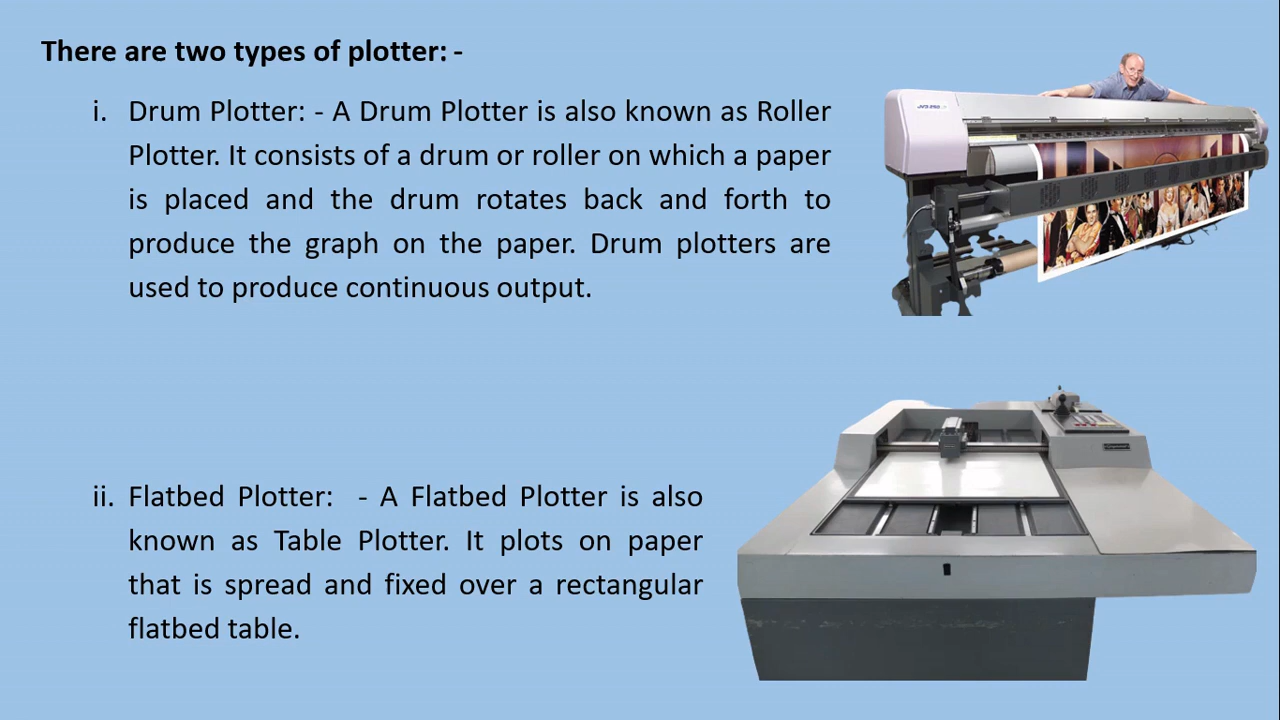 There are two types of plotter: -
i. Drum Plotter: - A Drum Plotter is also known as Roller
Plotter. It consists of a drum or roller on which a paper
is placed and the drum rotates back and forth to
produce the graph on the paper. Drum plotters are
used to produce continuous output.
ii. Flatbed Plotter: - A Flatbed Plotter is also
known as Table Plotter. It plots on paper
that is spread and fixed over a rectangular
flatbed table.